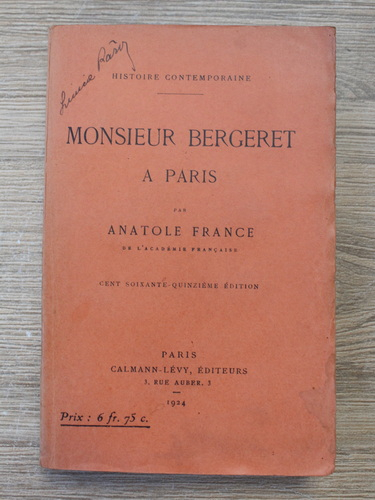 HISTOIRE CONTEMPORAINE
MONSIEUR BERGERET
A PARIS
PAR
ANATOLE FRANCE
DE L'ACADÉMIE FRANÇAISE
CENT SOIXANTE-QUINZIÈME ÉDITION
PARIS
CALMANN-LÉVY, ÉDITEURS
3, RUE AUBER, 3
1924
Prix : 6 fr. 75 c.